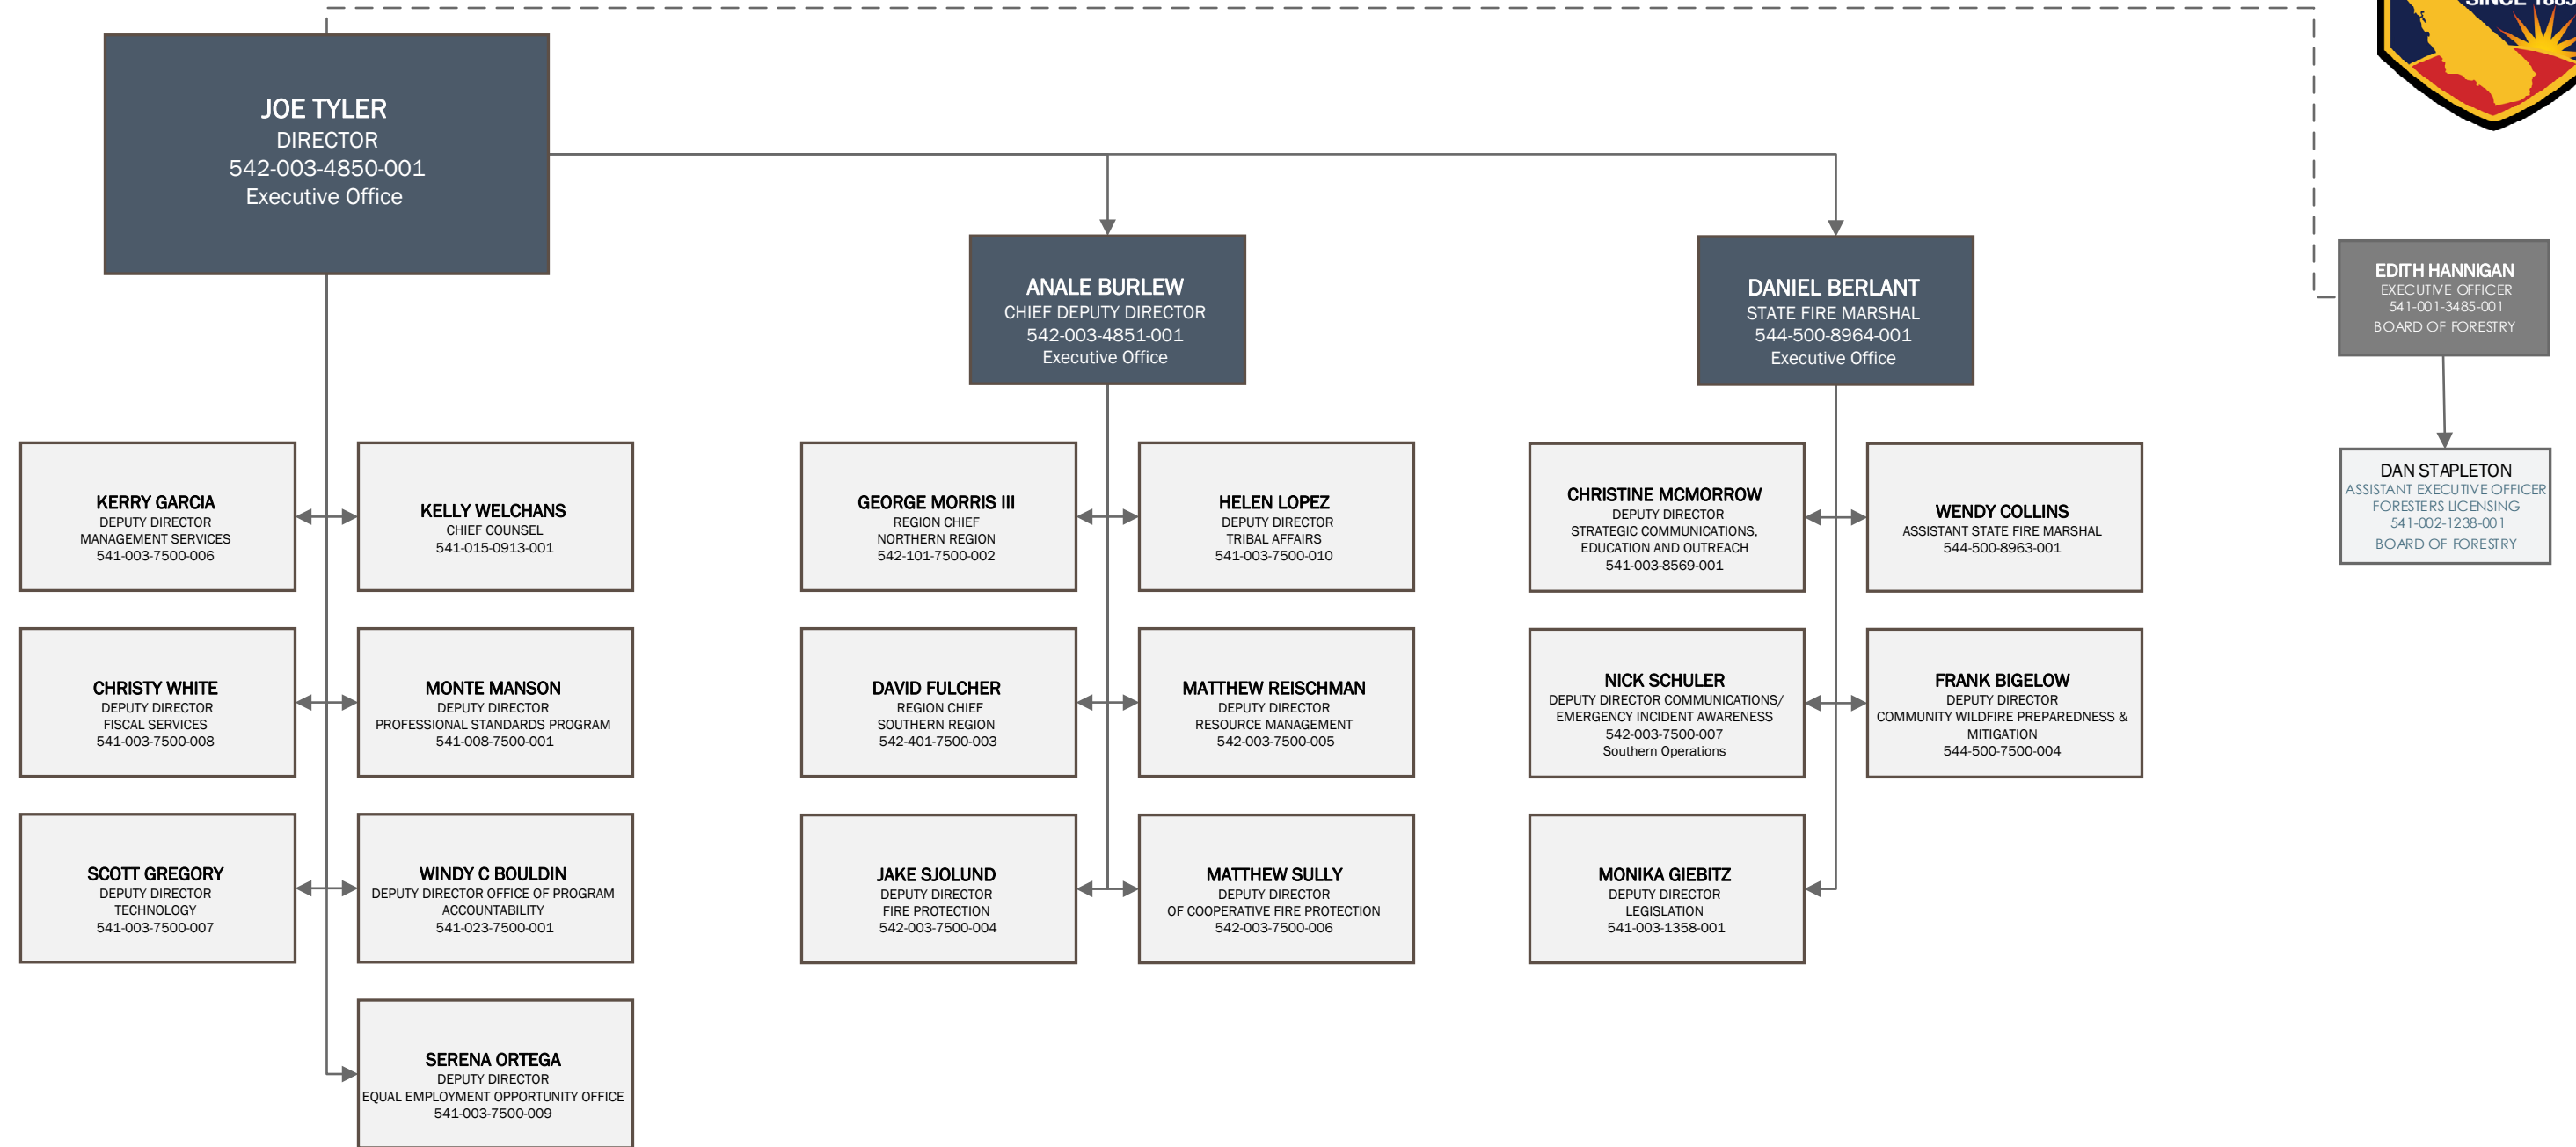 SINCE 1885
JOE TYLER
DIRECTOR
542-003-4850-001
Executive Office
ANALE BURLEW
CHIEF DEPUTY DIRECTOR
542-003-4851-001
Executive Office
DANIEL BERLANT
STATE FIRE MARSHAL
544-500-8964-001
Executive Office
EDITH HANNIGAN
EXECUTIVE OFFICER
541-001-3485-001
BOARD OF FORESTRY
DAN STAPLETON
ASSISTANT EXECUTIVE OFFICER
FORESTERS LICENSING
541-002-1238-001
BOARD OF FORESTRY
KERRY GARCIA
DEPUTY DIRECTOR
MANAGEMENT SERVICES
541-003-7500-006
KELLY WELCHANS
CHIEF COUNSEL
541-015-0913-001
GEORGE MORRIS III
REGION CHIEF
NORTHERN REGION
542-101-7500-002
HELEN LOPEZ
DEPUTY DIRECTOR
TRIBAL AFFAIRS
541-003-7500-010
CHRISTINE MCMORROW
DEPUTY DIRECTOR
STRATEGIC COMMUNICATIONS,
EDUCATION AND OUTREACH
541-003-8569-001
WENDY COLLINS
ASSISTANT STATE FIRE MARSHAL
544-500-8963-001
CHRISTY WHITE
DEPUTY DIRECTOR
FISCAL SERVICES
541-003-7500-008
MONTE MANSON
DEPUTY DIRECTOR
PROFESSIONAL STANDARDS PROGRAM
541-008-7500-001
DAVID FULCHER
REGION CHIEF
SOUTHERN REGION
542-401-7500-003
MATTHEW REISCHMAN
DEPUTY DIRECTOR
RESOURCE MANAGEMENT
542-003-7500-005
NICK SCHULER
DEPUTY DIRECTOR COMMUNICATIONS/
EMERGENCY INCIDENT AWARENESS
542-003-7500-007
Southern Operations
FRANK BIGELOW
DEPUTY DIRECTOR
COMMUNITY WILDFIRE PREPAREDNESS &
MITIGATION
544-500-7500-004
SCOTT GREGORY
DEPUTY DIRECTOR
TECHNOLOGY
541-003-7500-007
WINDY C BOULDIN
DEPUTY DIRECTOR OFFICE OF PROGRAM
ACCOUNTABILITY
541-023-7500-001
JAKE SJOLUND
DEPUTY DIRECTOR
FIRE PROTECTION
542-003-7500-004
MATTHEW SULLY
DEPUTY DIRECTOR
OF COOPERATIVE FIRE PROTECTION
542-003-7500-006
MONIKA GIEBITZ
DEPUTY DIRECTOR
LEGISLATION
541-003-1358-001
SERENA ORTEGA
DEPUTY DIRECTOR
EQUAL EMPLOYMENT OPPORTUNITY OFFICE
541-003-7500-009